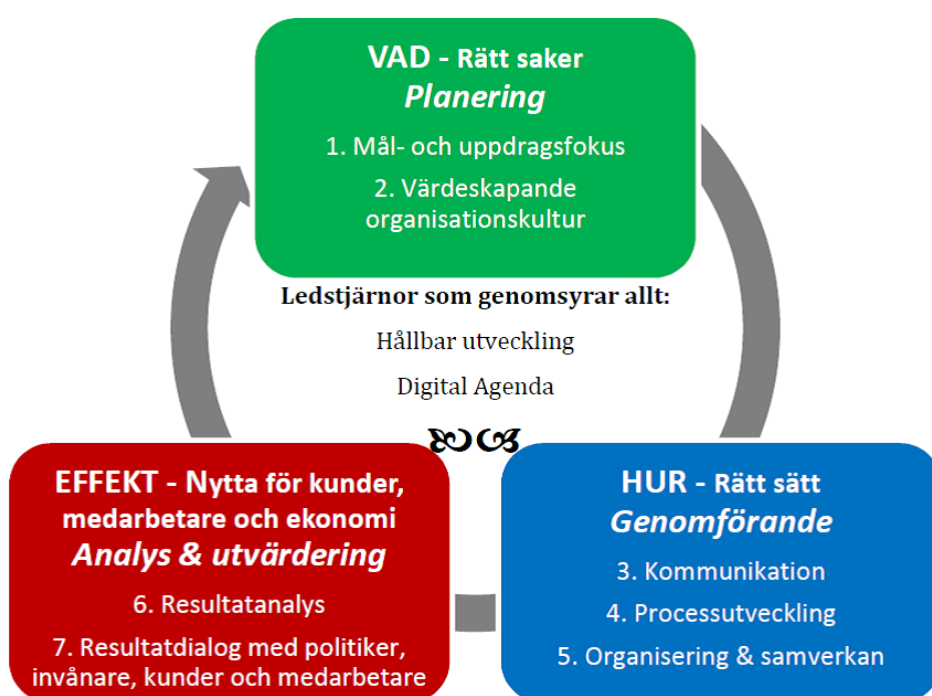 VAD - Rätt saker
Planering
1. Mål- och uppdragsfokus
2. Värdeskapande
organisationskultur
Ledstjärnor som genomsyrar allt:
Hållbar utveckling
Digital Agenda
EFFEKT - Nytta för kunder,
medarbetare och ekonomi
Analys & utvärdering
6. Resultatanalys
7. Resultatdialog med politiker,
invånare, kunder och medarbetare
HUR - Rätt sätt
Genomförande
3. Kommunikation
4. Processutveckling
5. Organisering & samverkan